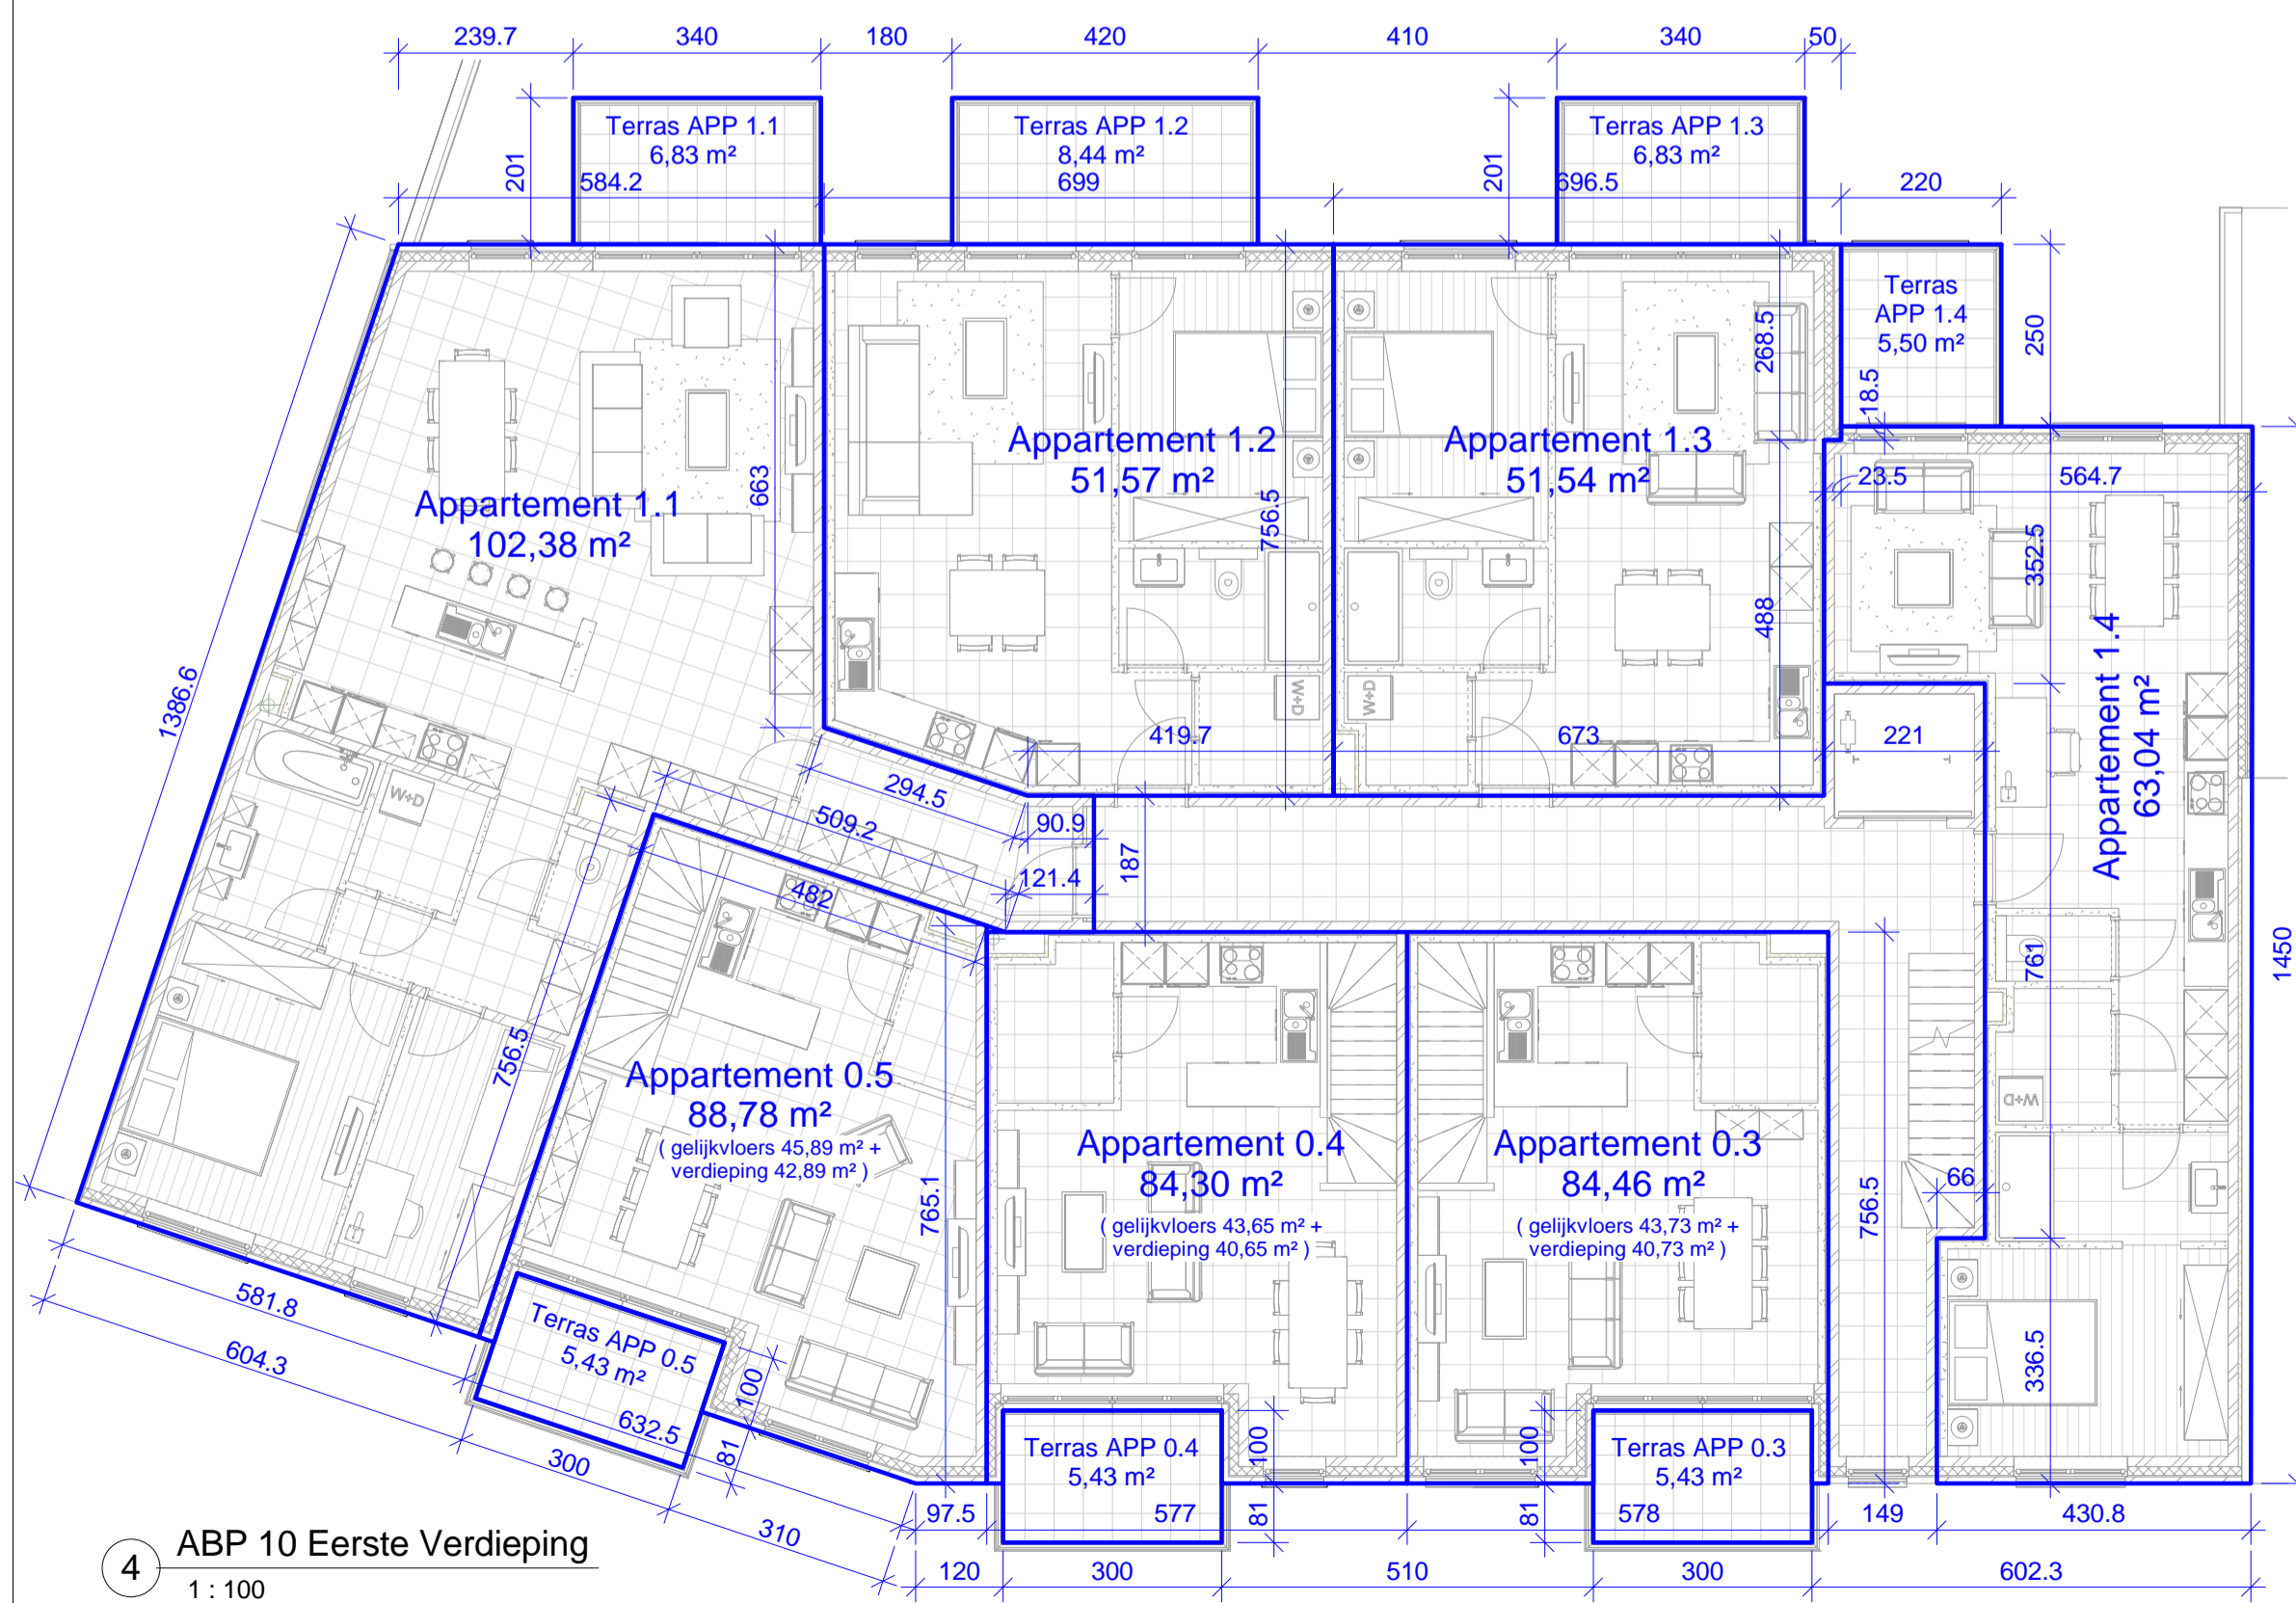 239.7
340
180
420
410
340
50
Terras APP 1.1
6,83 m²
Terras APP 1.2
8,44 m²
Terras APP 1.3
6,83 m²
201
201
584.2
699
696.5
220
Terras
APP 1.4
5,50 m²
250
268.5
18.5
Appartement 1.1
102,38 m²
Appartement 1.2
51,57 m²
Appartement 1.3
51,54 m²
23.5
564.7
663
756.5
352.5
488
Appartement 1.4
63,04 m²
1386.6
W+D
W+D
W+D
419.7
673
221
294.5
509.2
90.9
187
121.4
482
761
1450
756.5
Appartement 0.5
88,78 m²
( gelijkvloers 45,89 m² +
verdieping 42,89 m² )
Appartement 0.4
84,30 m²
( gelijkvloers 43,65 m² +
verdieping 40,65 m² )
Appartement 0.3
84,46 m²
( gelijkvloers 43,73 m² +
verdieping 40,73 m² )
W+D
66
765.1
756.5
336.5
581.8
604.3
Terras APP 0.5
5,43 m²
100
632.5
81
300
310
Terras APP 0.4
5,43 m²
100
81
Terras APP 0.3
5,43 m²
100
81
97.5
577
578
149
430.8
120
300
510
300
602.3
4
ABP 10 Eerste Verdieping
1 : 100